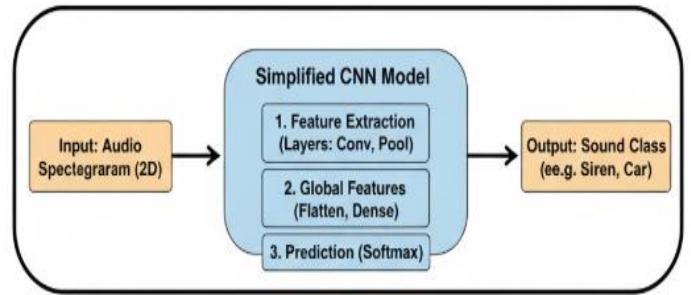 Simplified CNN Model
Input: Audio
Spectegraram (2D)
1. Feature Extraction
(Layers: Conv, Pool)
2. Global Features
(Flatten, Dense)
3. Prediction (Softmax)
Output: Sound Class
(ee.g. Siren, Car)